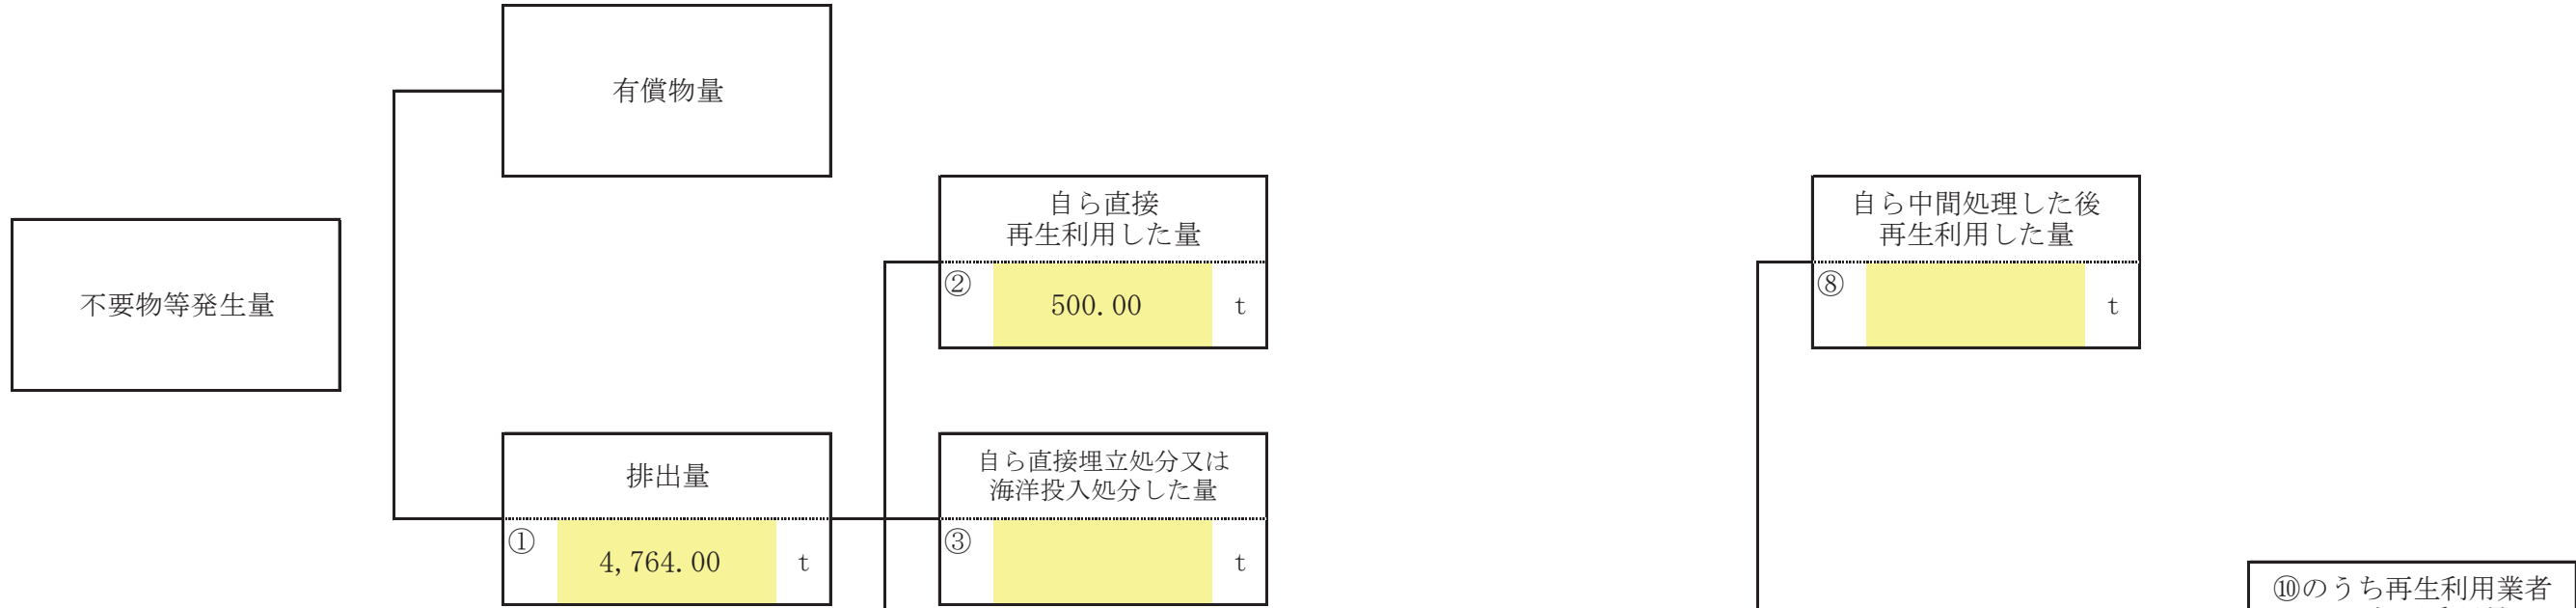 有償物量
自ら直接
再生利用した量
② 500.00 t
自ら中間処理した後
再生利用した量
⑧ t
不要物等発生量
排出量
① 4,764.00 t
自ら直接埋立処分又は
海洋投入処分した量
③ t
⑩のうち再生利用業者